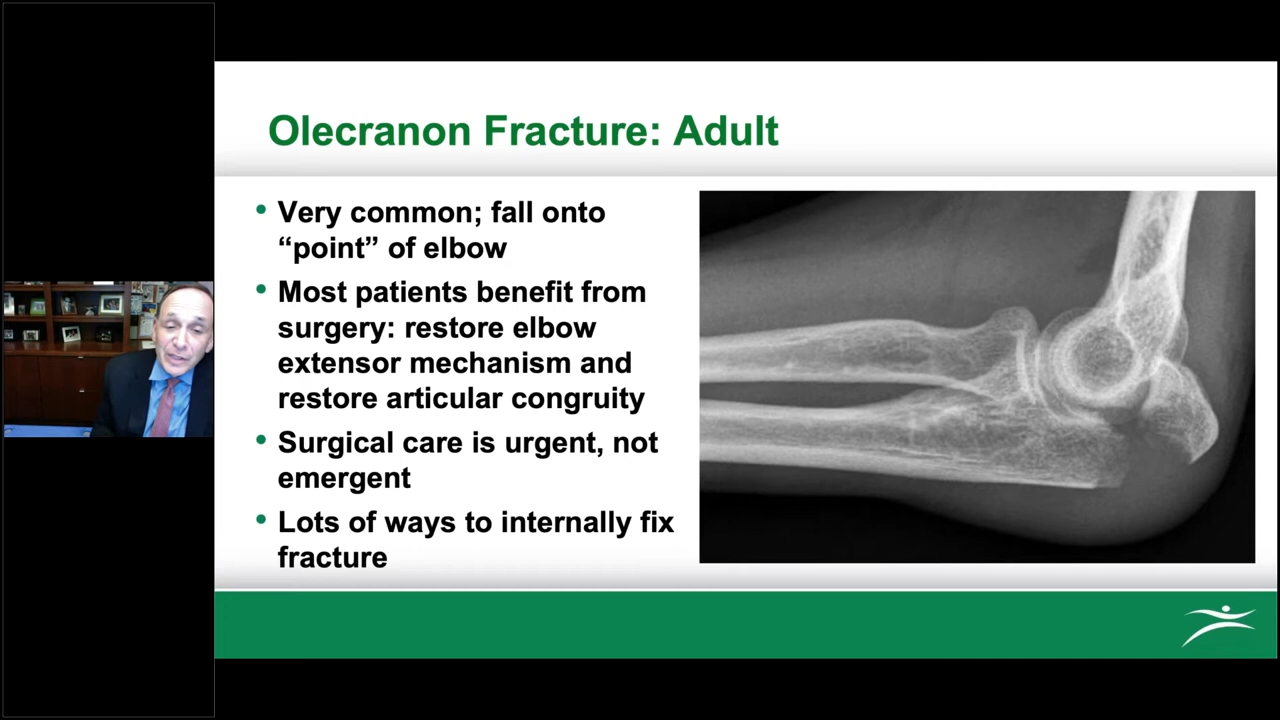 Olecranon Fracture: Adult
• Very common; fall onto
“point” of elbow
• Most patients benefit from
surgery: restore elbow
extensor mechanism and
restore articular congruity
• Surgical care is urgent, not
emergent
• Lots of ways to internally fix
fracture